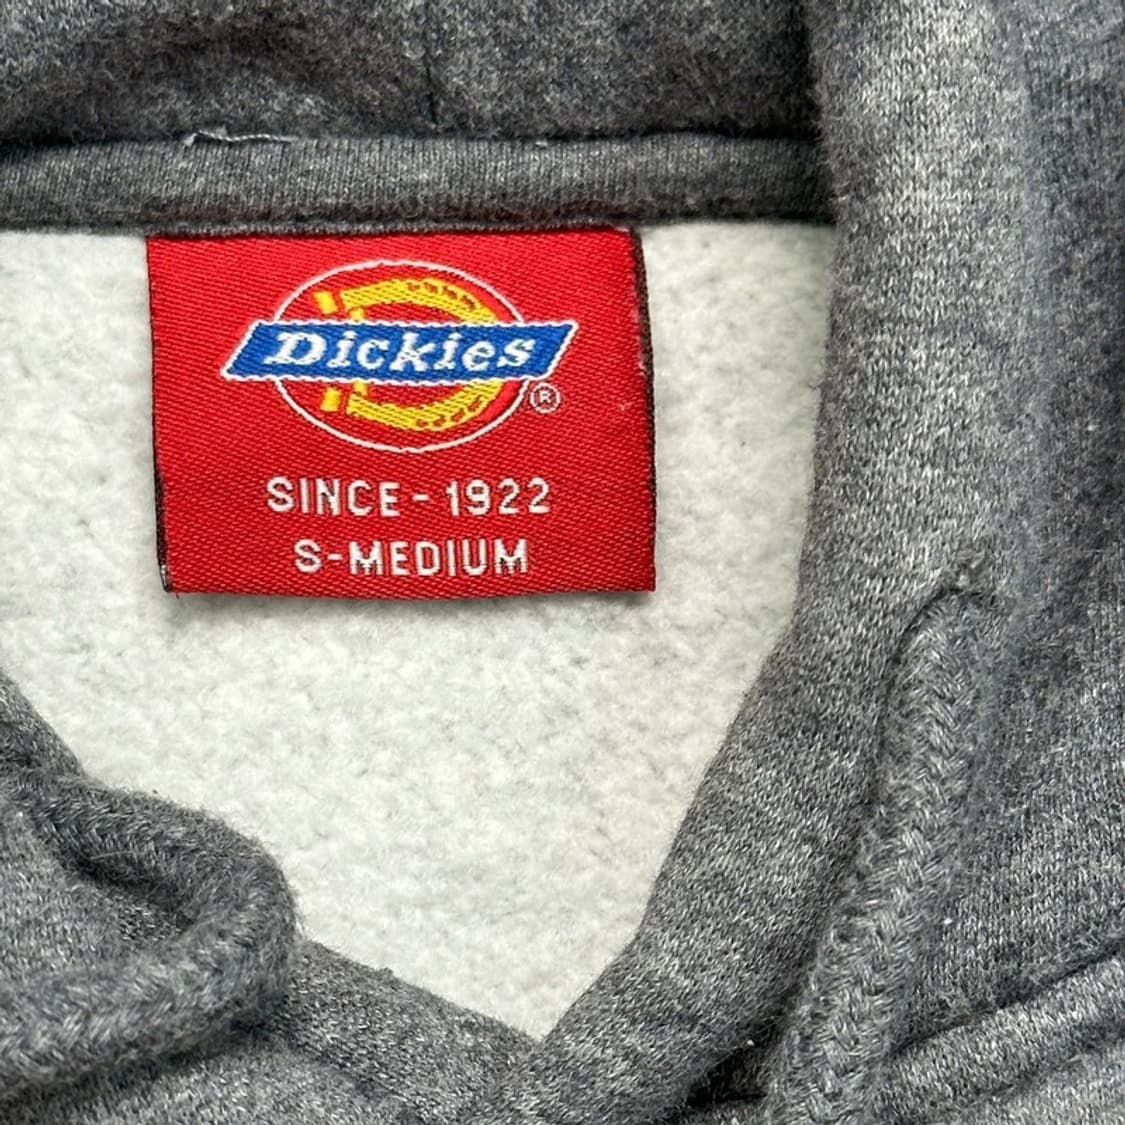 Dickies
®
SINCE - 1922
S-MEDIUM